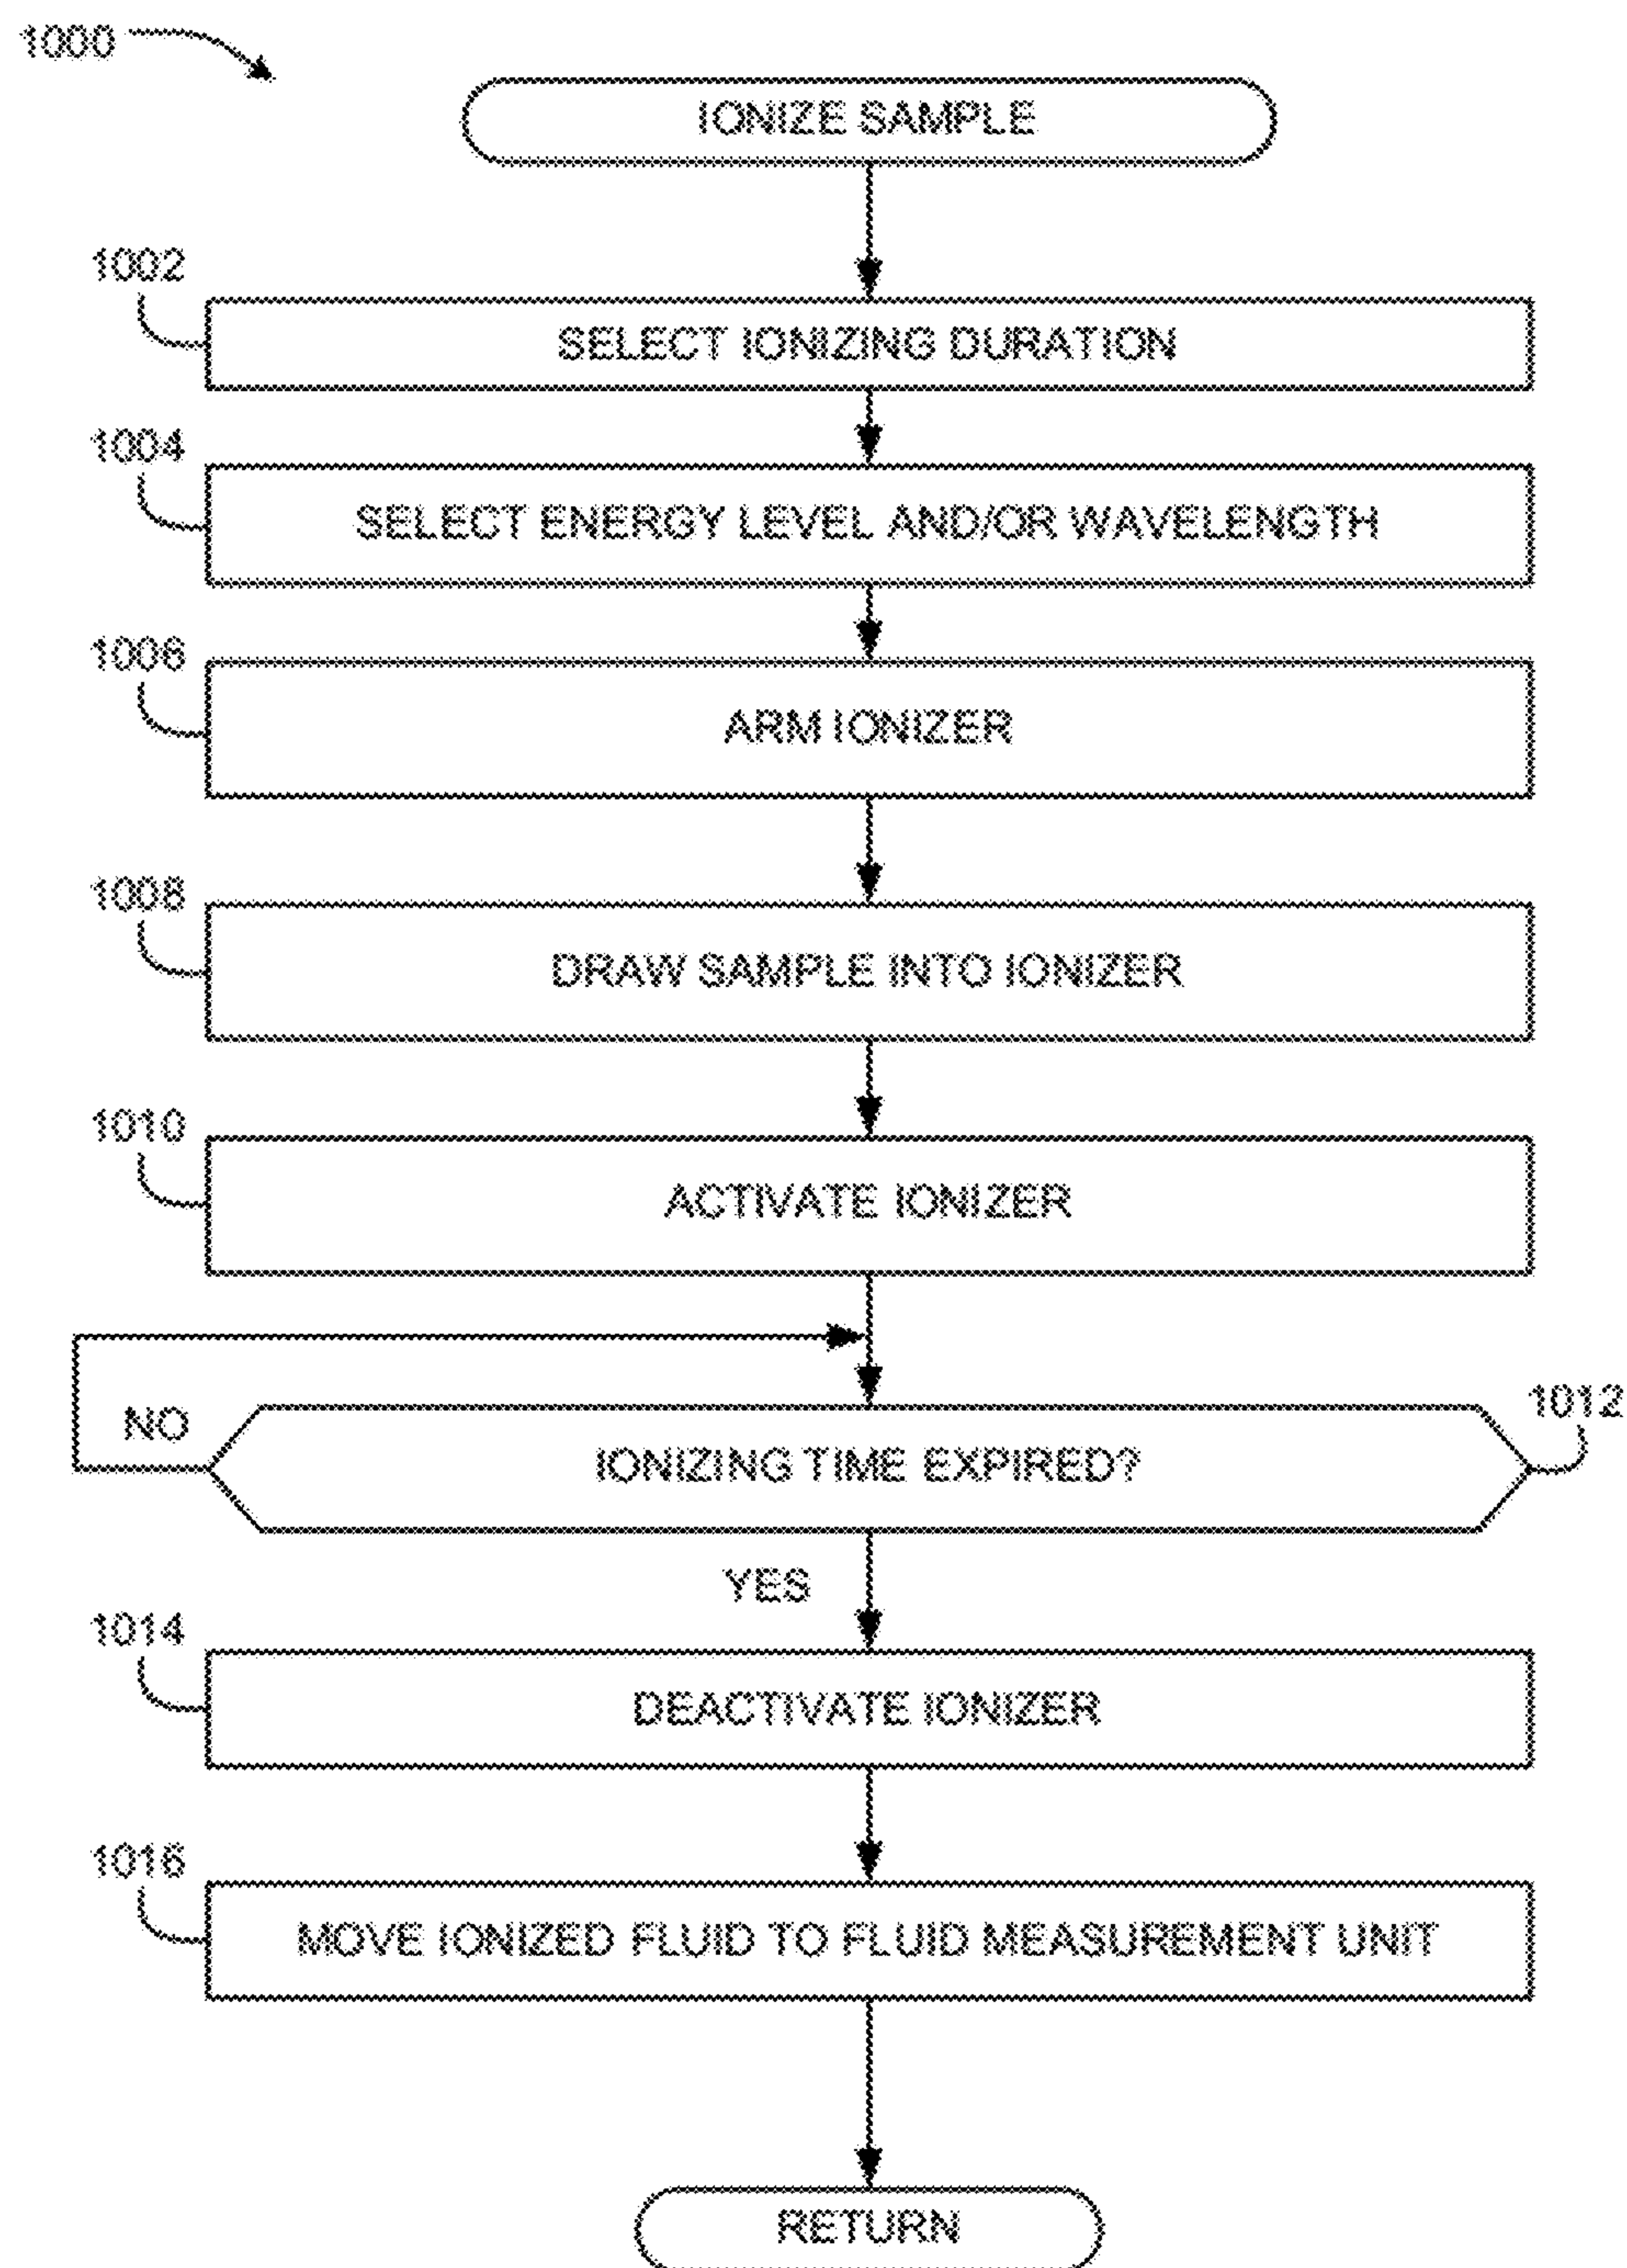 1000
IONIZE SAMPLE
1002
SELECT IONIZING DURATION
1004
SELECT ENERGY LEVEL AND/OR WAVELENGTH
1006
ARM IONIZER
1008
DRAW SAMPLE INTO IONIZER
1010
ACTIVATE IONIZER
NO
1012
IONIZING TIME EXPIRED?
YES
1014
DEACTIVATE IONIZER
1016
MOVE IONIZED FLUID TO FLUID MEASUREMENT UNIT
RETURN